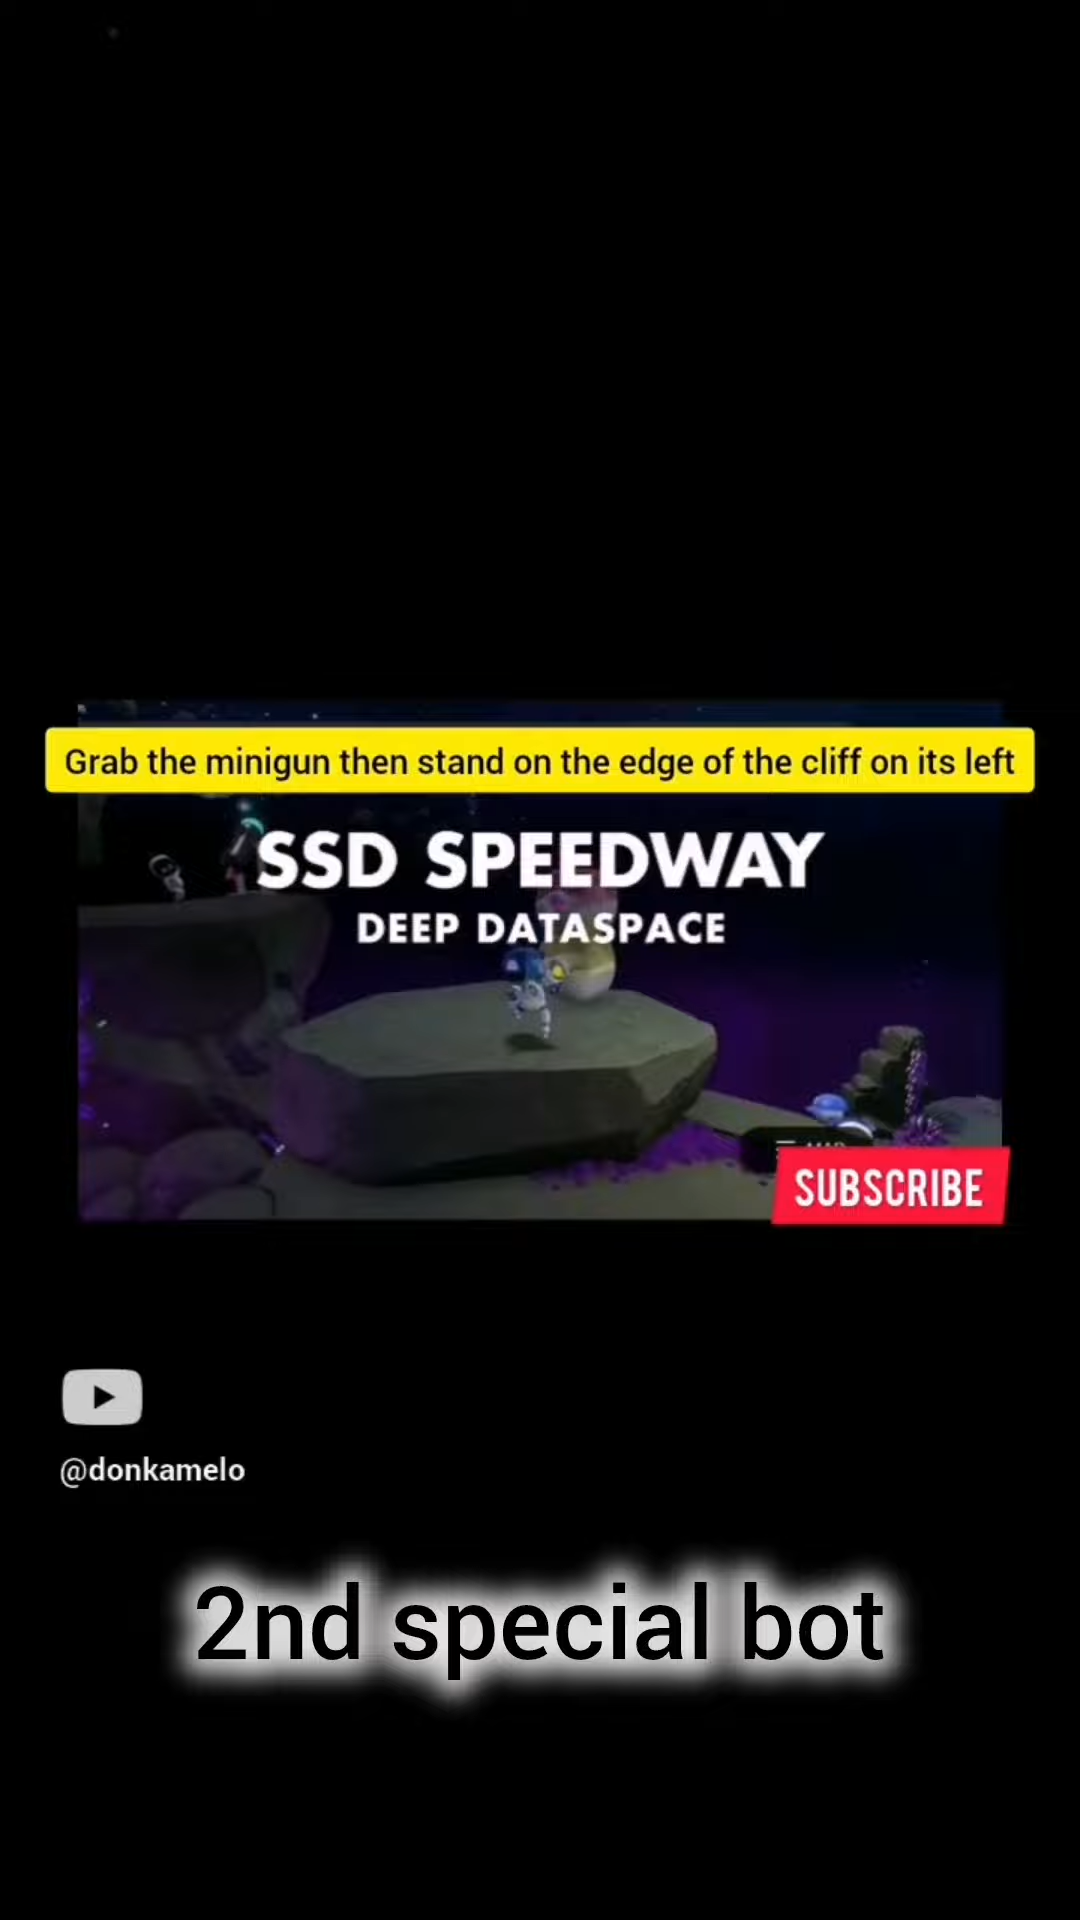 Grab the minigun then stand on the edge of the cliff on its left
SSD SPEEDWAY
DEEP DATASPACE
SUBSCRIBE
@donkamelo
2nd special bot